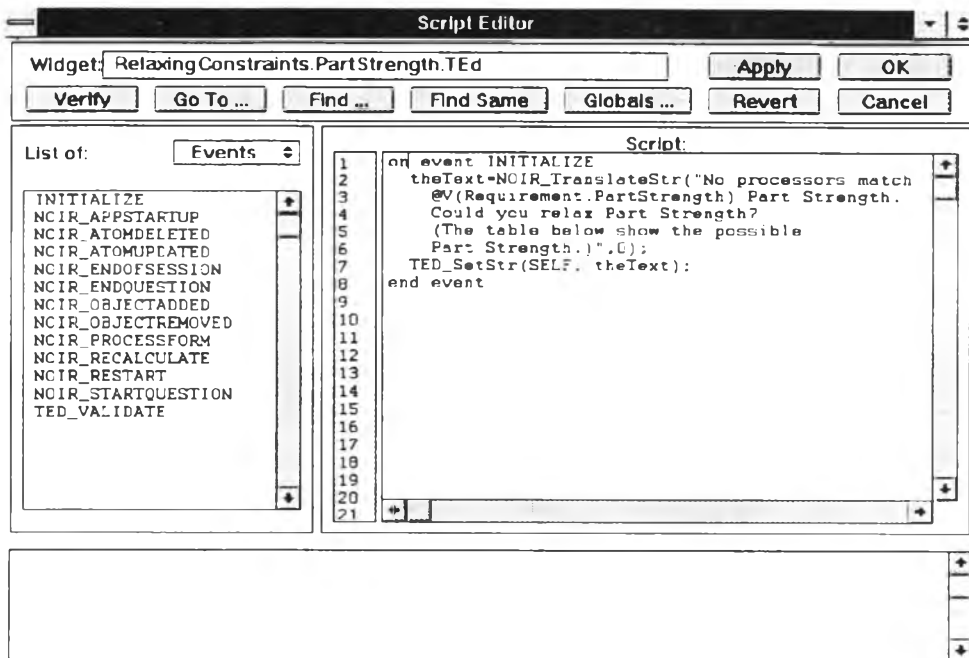 Script Editor
Widget: RelaxingConstraints.PartStrength.TEd
Apply
OK
Verify
Go To ...
Find ...
Find Same
Globals ...
Revert
Cancel
List of:
Events
INITIALIZE
NCIR_APPSTARTUP
NCIR_ATOMDELETED
NCIR_ATOMUPDATED
NCIR_ENDOFSESSION
NCIR_ENDQUESTION
NCIR_OBJECTADDED
NCIR_OBJECTREMOVED
NCIR_PROCESSFORM
NCIR_RECALCULATE
NCIR_RESTART
NOIR_STARTQUESTION
TED_VALIDATE
Script:
1 on event INITIALIZE
2 theText=NOIR_TranslateStr("No processors match
3 @V(Requirement.PartStrength) Part Strength.
4 Could you relax Part Strength?
5 (The table below show the possible
6 Part Strength.)",0);
7 TED_SetStr(SELF, theText);
8 end event
9
10
11
12
13
14
15
16
17
18
19
20
21